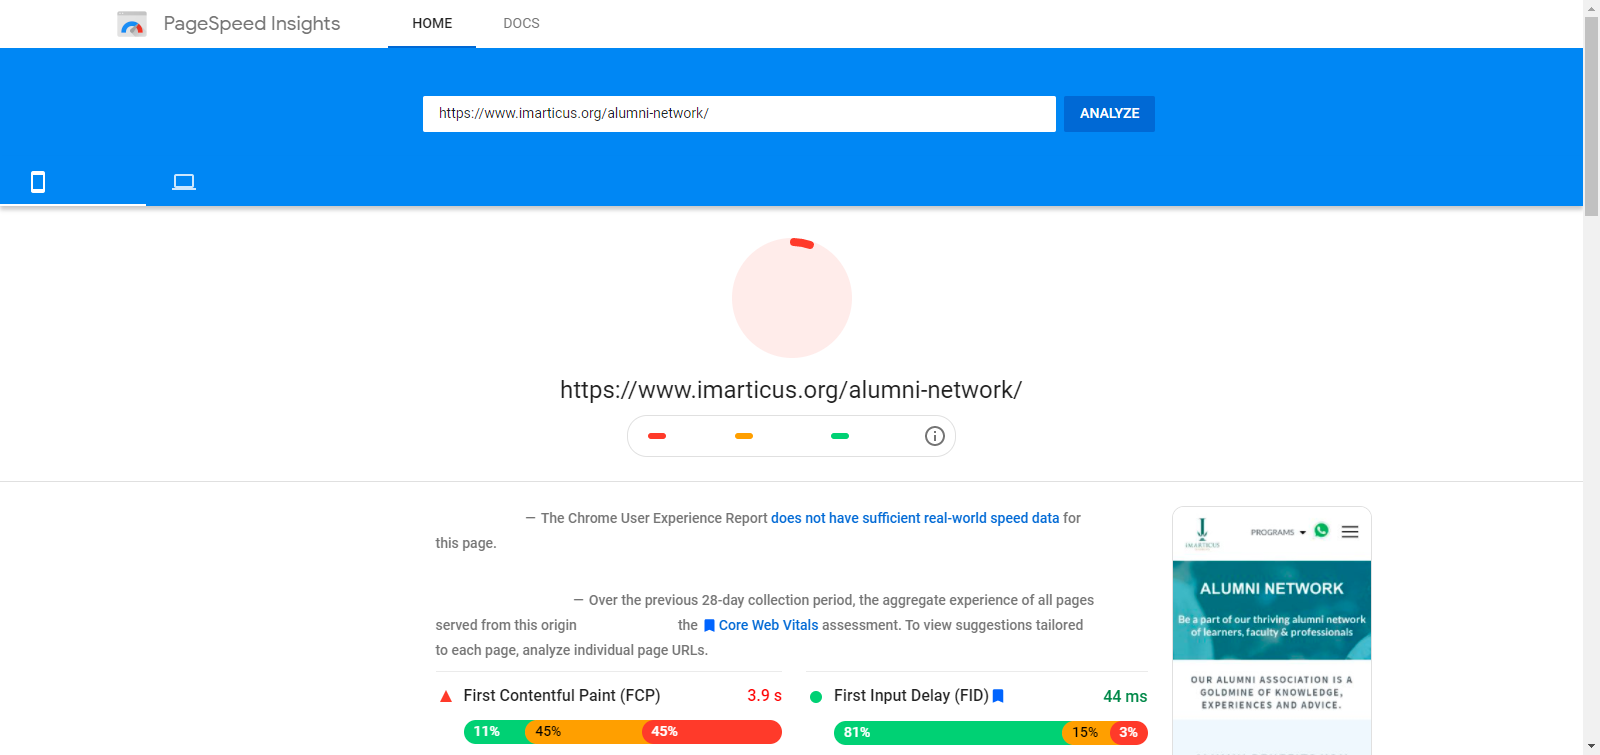 PageSpeed Insights
HOME
DOCS
https://www.imarticus.org/alumni-network/
ANALYZE
https://www.imarticus.org/alumni-network/
— The Chrome User Experience Report does not have sufficient real-world speed data for
this page.
— Over the previous 28-day collection period, the aggregate experience of all pages
served from this origin the Core Web Vitals assessment. To view suggestions tailored
to each page, analyze individual page URLs.
First Contentful Paint (FCP) 3.9 s
11% 45% 45%
First Input Delay (FID) 44 ms
81% 15% 3%
IMARTICUS
PROGRAMS
ALUMNI NETWORK
Be a part of our thriving alumni network
of learners, faculty & professionals
OUR ALUMNI ASSOCIATION IS A
GOLDMINE OF KNOWLEDGE,
EXPERIENCES AND ADVICE.